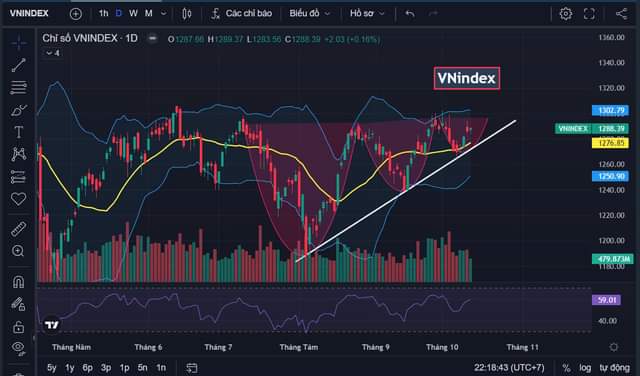 VNINDEX 1h D W M Các chỉ báo Biểu đồ Hồ sơ
Chỉ số VNINDEX · 1D O1287.66 H1289.37 L1283.56 C1288.39 +2.03 (+0.16%)
4
VNindex
1360.00
1340.00
1320.00
1302.79
VNINDEX 1288.39
1276.85
1260.00
1250.90
1240.00
1220.00
1200.00
479.873M
1180.00
59.01
40.00
Tháng Năm Tháng 6 Tháng 7 Tháng Tám Tháng 9 Tháng 10 Tháng 11
5y 1y 6p 3p 1p 5n 1n 22:18:43 (UTC+7) % log tự động